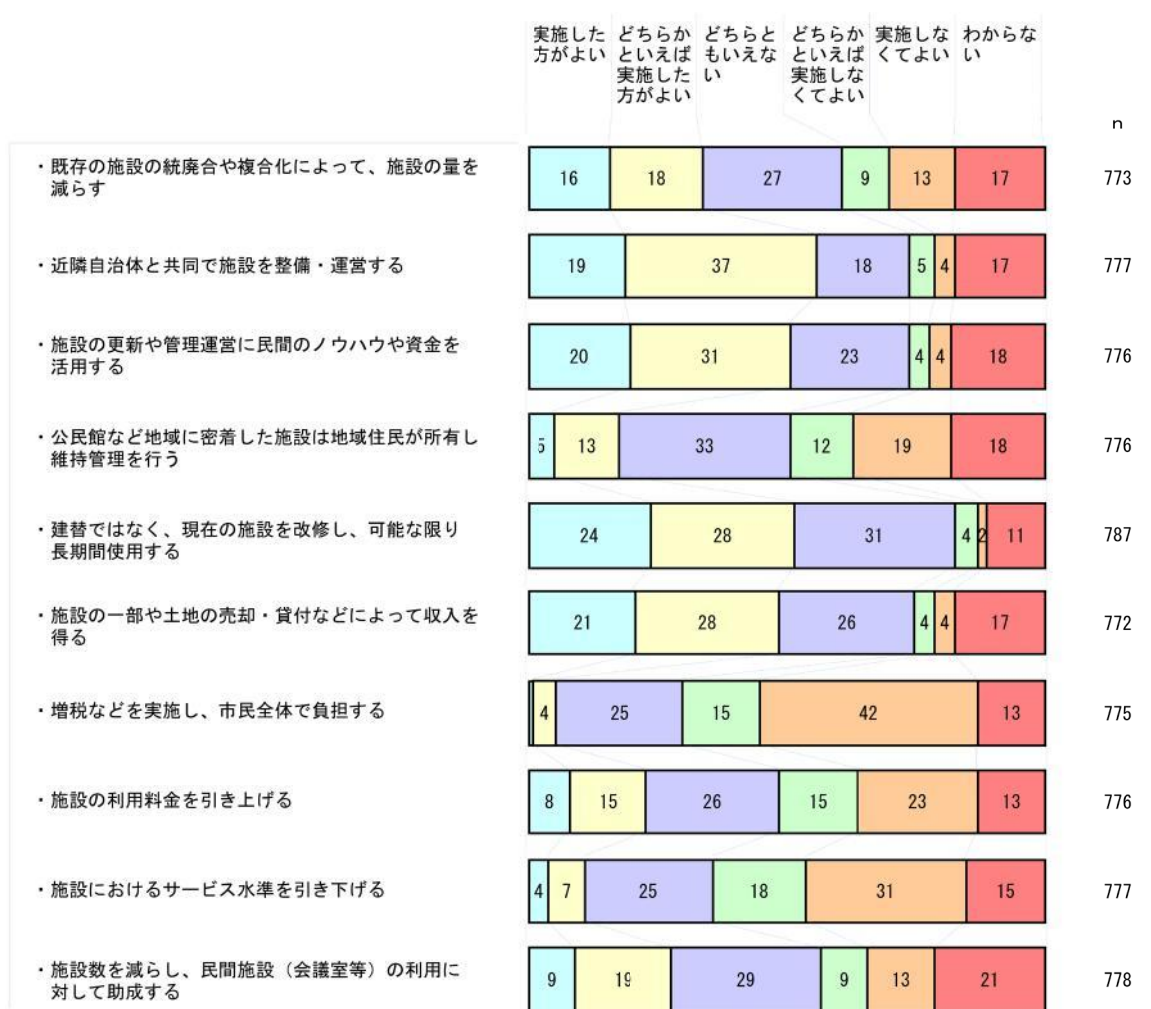 実施した方がよい
どちらかといえば実施した方がよい
どちらともいえない
どちらかといえば実施しなくてよい
実施しなくてよい
わからない
n
・既存の施設の統廃合や複合化によって、施設の量を
減らす
16 18 27 9 13 17 773
・近隣自治体と共同で施設を整備・運営する
19 37 18 5 4 17 777
・施設の更新や管理運営に民間のノウハウや資金を
活用する
20 31 23 4 4 18 776
・公民館など地域に密着した施設は地域住民が所有し
維持管理を行う
5 13 33 12 19 18 776
・建替ではなく、現在の施設を改修し、可能な限り
長期間使用する
24 28 31 4 2 11 787
・施設の一部や土地の売却・貸付などによって収入を
得る
21 28 26 4 4 17 772
・増税などを実施し、市民全体で負担する
4 25 15 42 13 775
・施設の利用料金を引き上げる
8 15 26 15 23 13 776
・施設におけるサービス水準を引き下げる
4 7 25 18 31 15 777
・施設数を減らし、民間施設（会議室等）の利用に
対して助成する
9 19 29 9 13 21 778